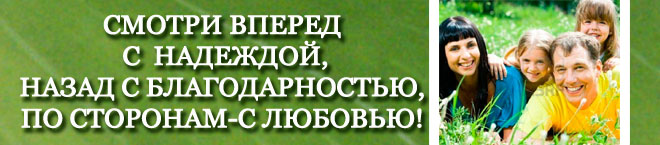 СМОТРИ ВПЕРЕД
С НАДЕЖДОЙ,
НАЗАД С БЛАГОДАРНОСТЬЮ,
ПО СТОРОНАМ-С ЛЮБОВЬЮ!